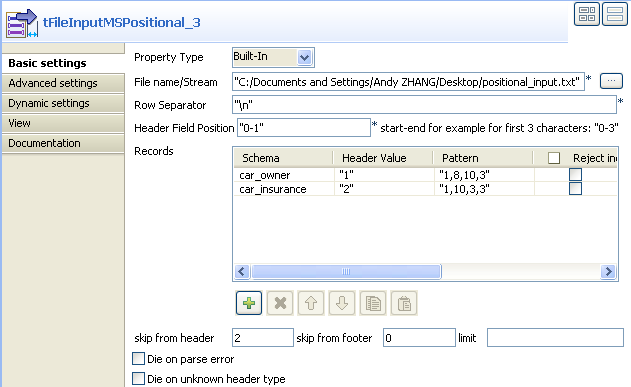 tFileInputMSPositional_3
Basic settings
Advanced settings
Dynamic settings
View
Documentation
Property Type Built-In
File name/Stream "C:/Documents and Settings/Andy ZHANG/Desktop/positional_input.txt" * ...
Row Separator "\n" *
Header Field Position "0-1" * start-end for example for first 3 characters: "0-3"
Records
Schema Header Value Pattern Reject in
car_owner "1" "1,8,10,3"
car_insurance "2" "1,10,3,3"
skip from header 2 skip from footer 0 limit
Die on parse error
Die on unknown header type